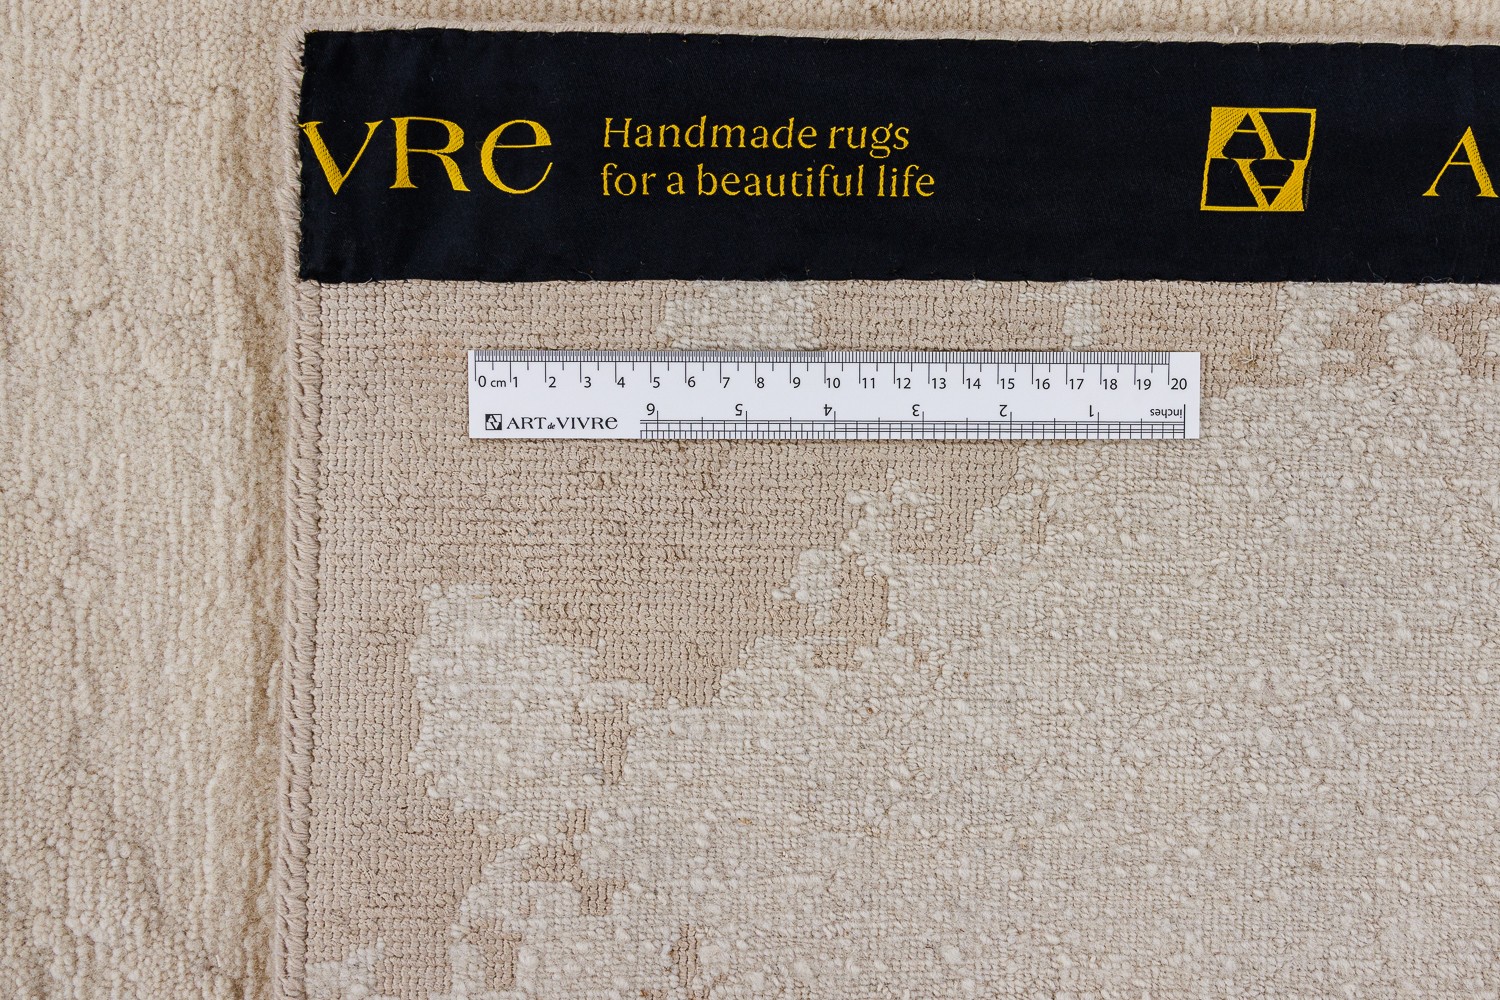 VRe Handmade rugs
for a beautiful life
A
0 cm 1 2 3 4 5 6 7 8 9 10 11 12 13 14 15 16 17 18 19 20
ART de VIVRe
6 5 4 3 2 1 inches